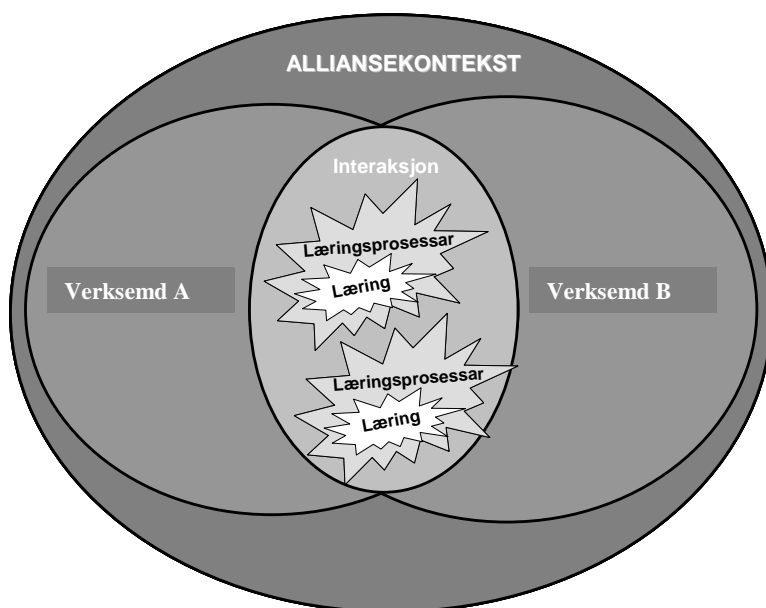 ALLIANSEKONTEKST
Interaksjon
Læringsprosessar
Læring
Verksemd A
Verksemd B
Læringsprosessar
Læring